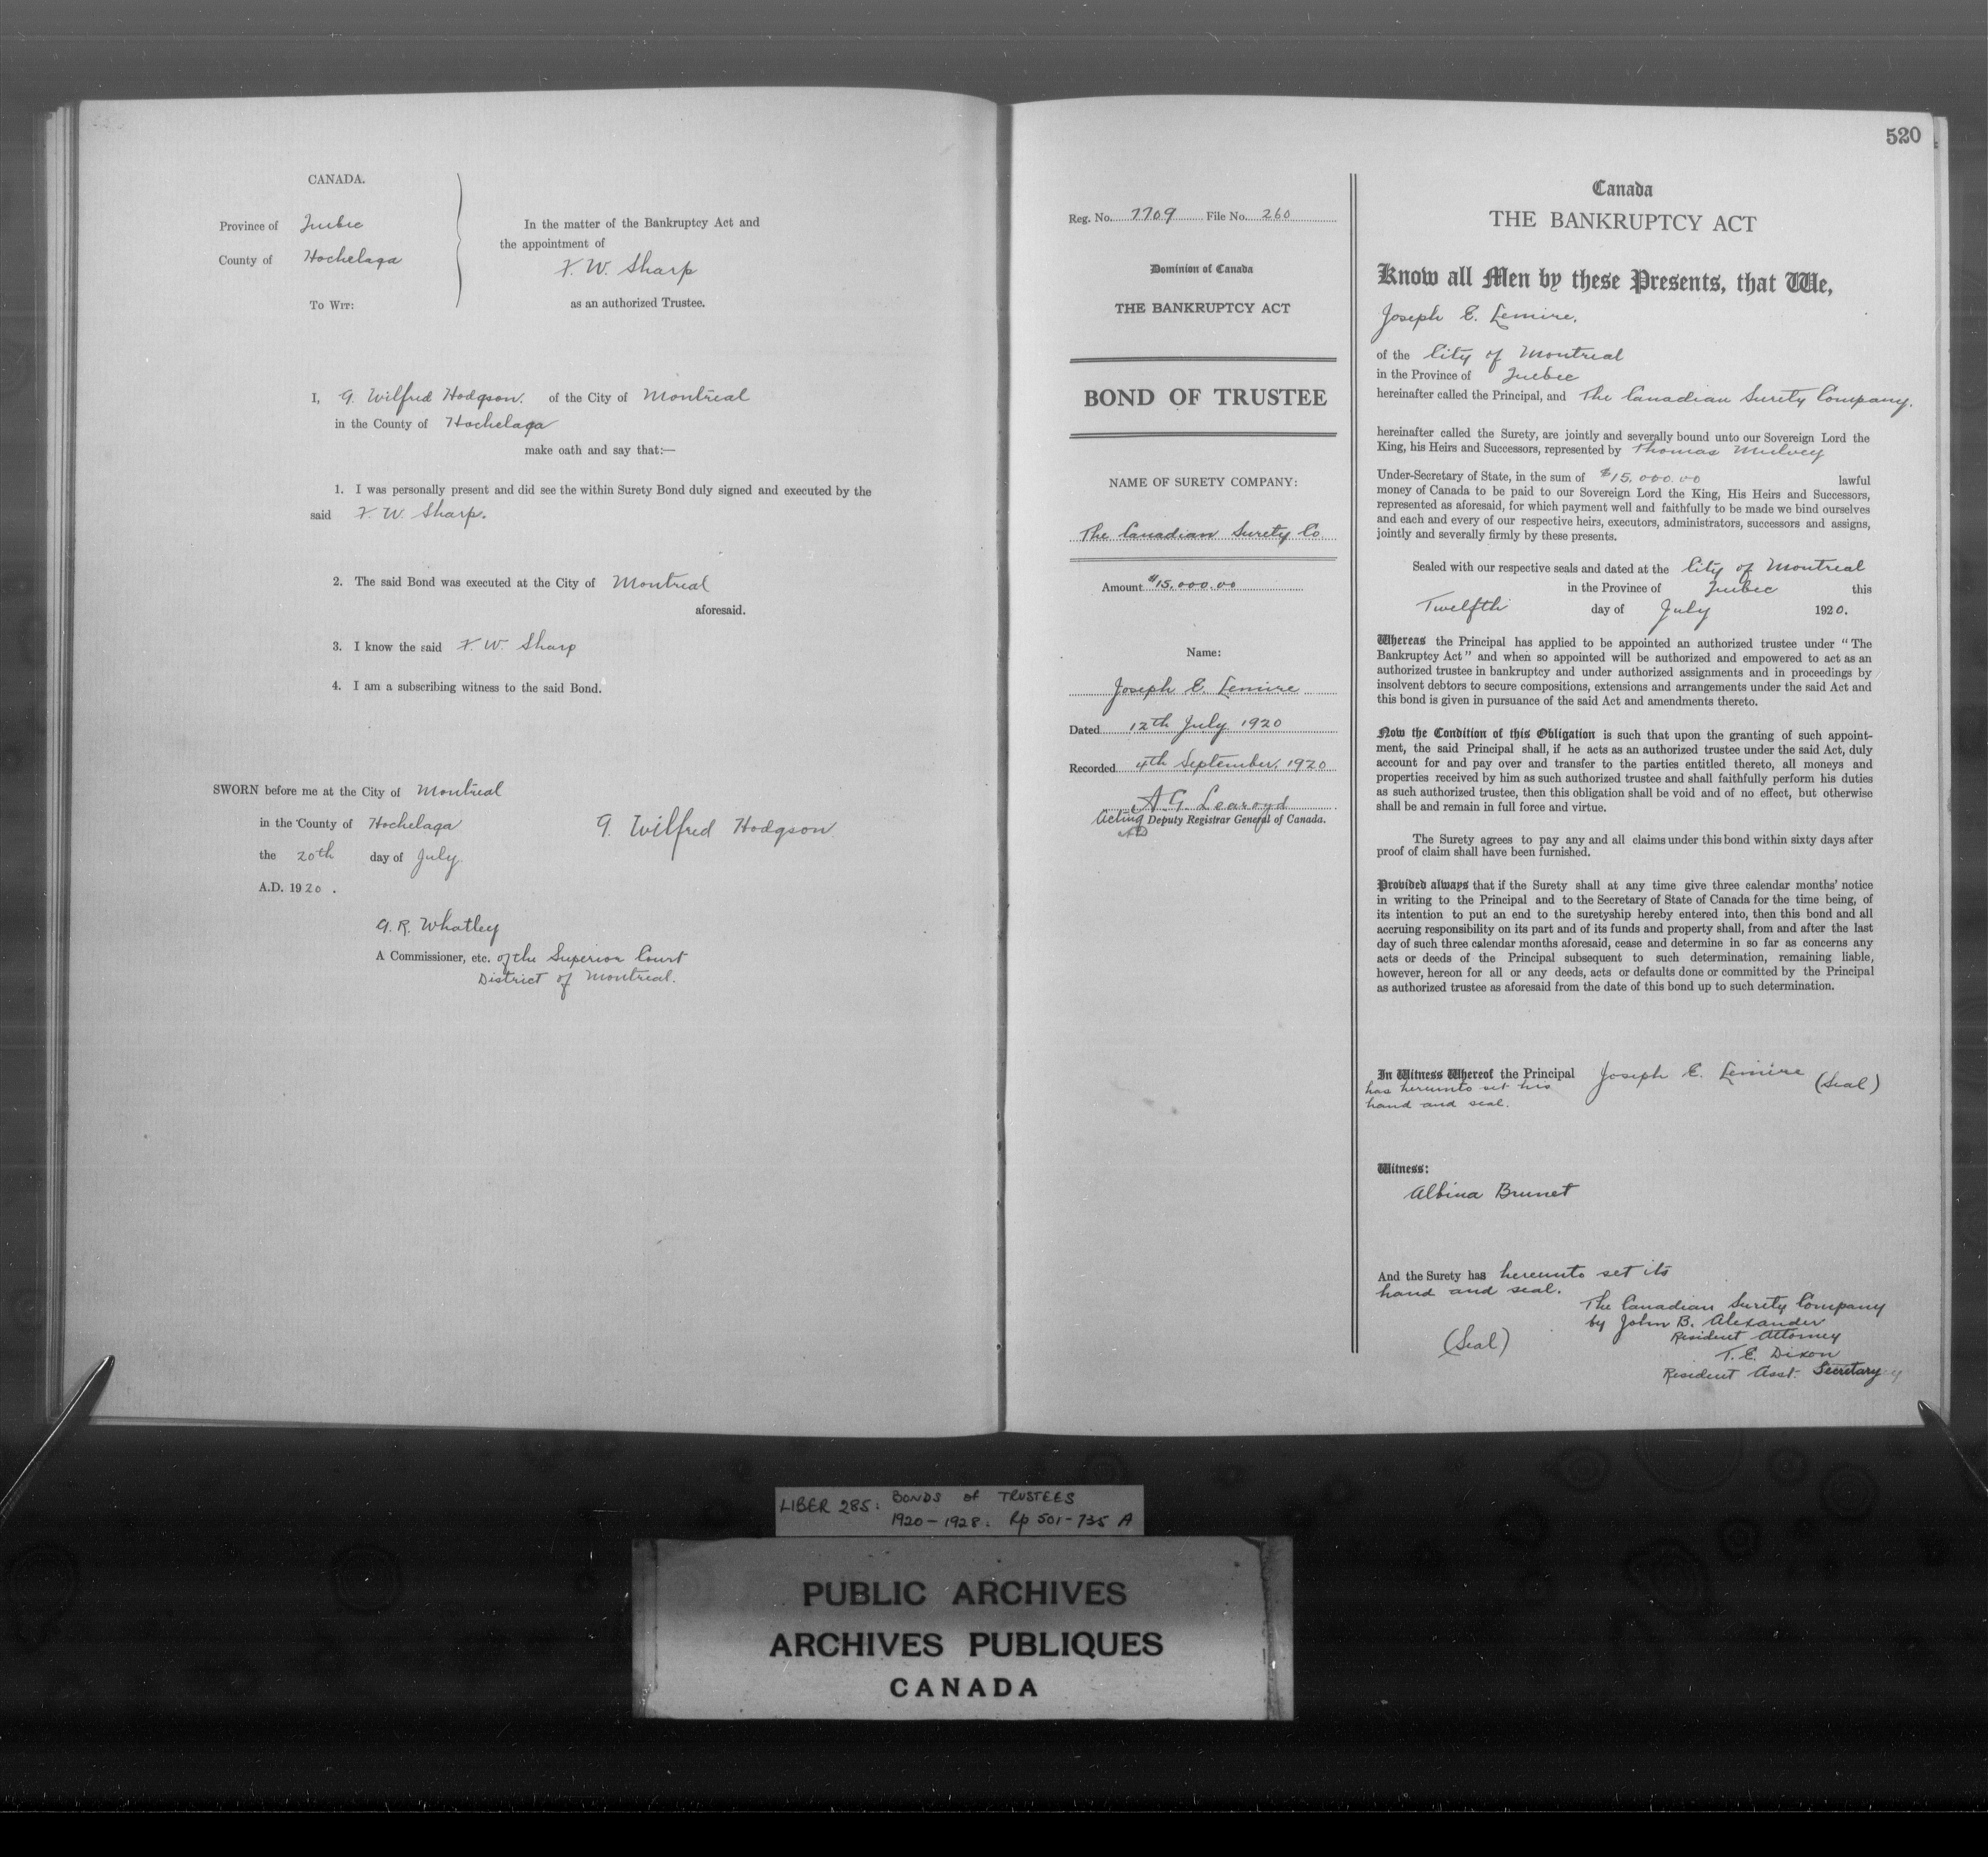 CANADA.
Province of Quebec
County of Hochelaga
To Wit:
In the matter of the Bankruptcy Act and
the appointment of
F. W. Sharp
as an authorized Trustee.
I, G. Wilfred Hodgson. of the City of Montreal
in the County of Hochelaga
make oath and say that:—
1. I was personally present and did see the within Surety Bond duly signed and executed by the
said F. W. Sharp.
2. The said Bond was executed at the City of Montreal
aforesaid.
3. I know the said F. W. Sharp
4. I am a subscribing witness to the said Bond.
SWORN before me at the City of Montreal
in the County of Hochelaga
the 20th day of July.
A.D. 1920.
G. Wilfred Hodgson
G. R. Whatley
A Commissioner, etc. of the Superior Court
District of Montreal.
520
Reg. No. 7709 File No. 260
Dominion of Canada
THE BANKRUPTCY ACT
BOND OF TRUSTEE
NAME OF SURETY COMPANY:
The Canadian Surety Co.
Amount $15,000.00
Name:
Joseph E. Lemire
Dated 12th July 1920
Recorded 4th September, 1920
A. G. Learoyd
Acting Deputy Registrar General of Canada.
Canada
THE BANKRUPTCY ACT
Know all Men by these Presents, that We,
Joseph E. Lemire,
of the City of Montreal
in the Province of Quebec
hereinafter called the Principal, and The Canadian Surety Company.
hereinafter called the Surety, are jointly and severally bound unto our Sovereign Lord the
King, his Heirs and Successors, represented by Thomas Mulvey
Under-Secretary of State, in the sum of $15,000.00 lawful
money of Canada to be paid to our Sovereign Lord the King, His Heirs and Successors,
represented as aforesaid, for which payment well and faithfully to be made we bind ourselves
and each and every of our respective heirs, executors, administrators, successors and assigns,
jointly and severally firmly by these presents.
Sealed with our respective seals and dated at the City of Montreal
in the Province of Quebec this
Twelfth day of July 1920.
Whereas the Principal has applied to be appointed an authorized trustee under "The
Bankruptcy Act" and when so appointed will be authorized and empowered to act as an
authorized trustee in bankruptcy and under authorized assignments and in proceedings by
insolvent debtors to secure compositions, extensions and arrangements under the said Act and
this bond is given in pursuance of the said Act and amendments thereto.
Now the Condition of this Obligation is such that upon the granting of such appoint-
ment, the said Principal shall, if he acts as an authorized trustee under the said Act, duly
account for and pay over and transfer to the parties entitled thereto, all moneys and
properties received by him as such authorized trustee and shall faithfully perform his duties
as such authorized trustee, then this obligation shall be void and of no effect, but otherwise
shall be and remain in full force and virtue.
The Surety agrees to pay any and all claims under this bond within sixty days after
proof of claim shall have been furnished.
Provided always that if the Surety shall at any time give three calendar months' notice
in writing to the Principal and to the Secretary of State of Canada for the time being, of
its intention to put an end to the suretyship hereby entered into, then this bond and all
accruing responsibility on its part and of its funds and property shall, from and after the last
day of such three calendar months aforesaid, cease and determine in so far as concerns any
acts or deeds of the Principal subsequent to such determination, remaining liable,
however, hereon for all or any deeds, acts or defaults done or committed by the Principal
as authorized trustee as aforesaid from the date of this bond up to such determination.
In Witness Whereof the Principal Joseph E. Lemire (Seal)
has hereunto set his
hand and seal.
Witness:
Albina Brunet
And the Surety has hereunto set its
hand and seal.
The Canadian Surety Company
by John B. Alexander
Resident Attorney
(Seal)
T. E. Dixon
Resident Asst. Secretary
LIBER 285: BONDS OF TRUSTEES
1920-1928. Pp 501-735 A
PUBLIC ARCHIVES
ARCHIVES PUBLIQUES
CANADA